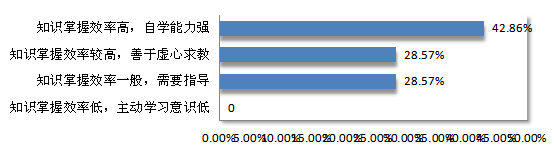 知识掌握效率高，自学能力强 42.86%
知识掌握效率较高，善于虚心求教 28.57%
知识掌握效率一般，需要指导 28.57%
知识掌握效率低，主动学习意识低 0
0.00% 5.00% 10.00% 15.00% 20.00% 25.00% 30.00% 35.00% 40.00% 45.00% 50.00%